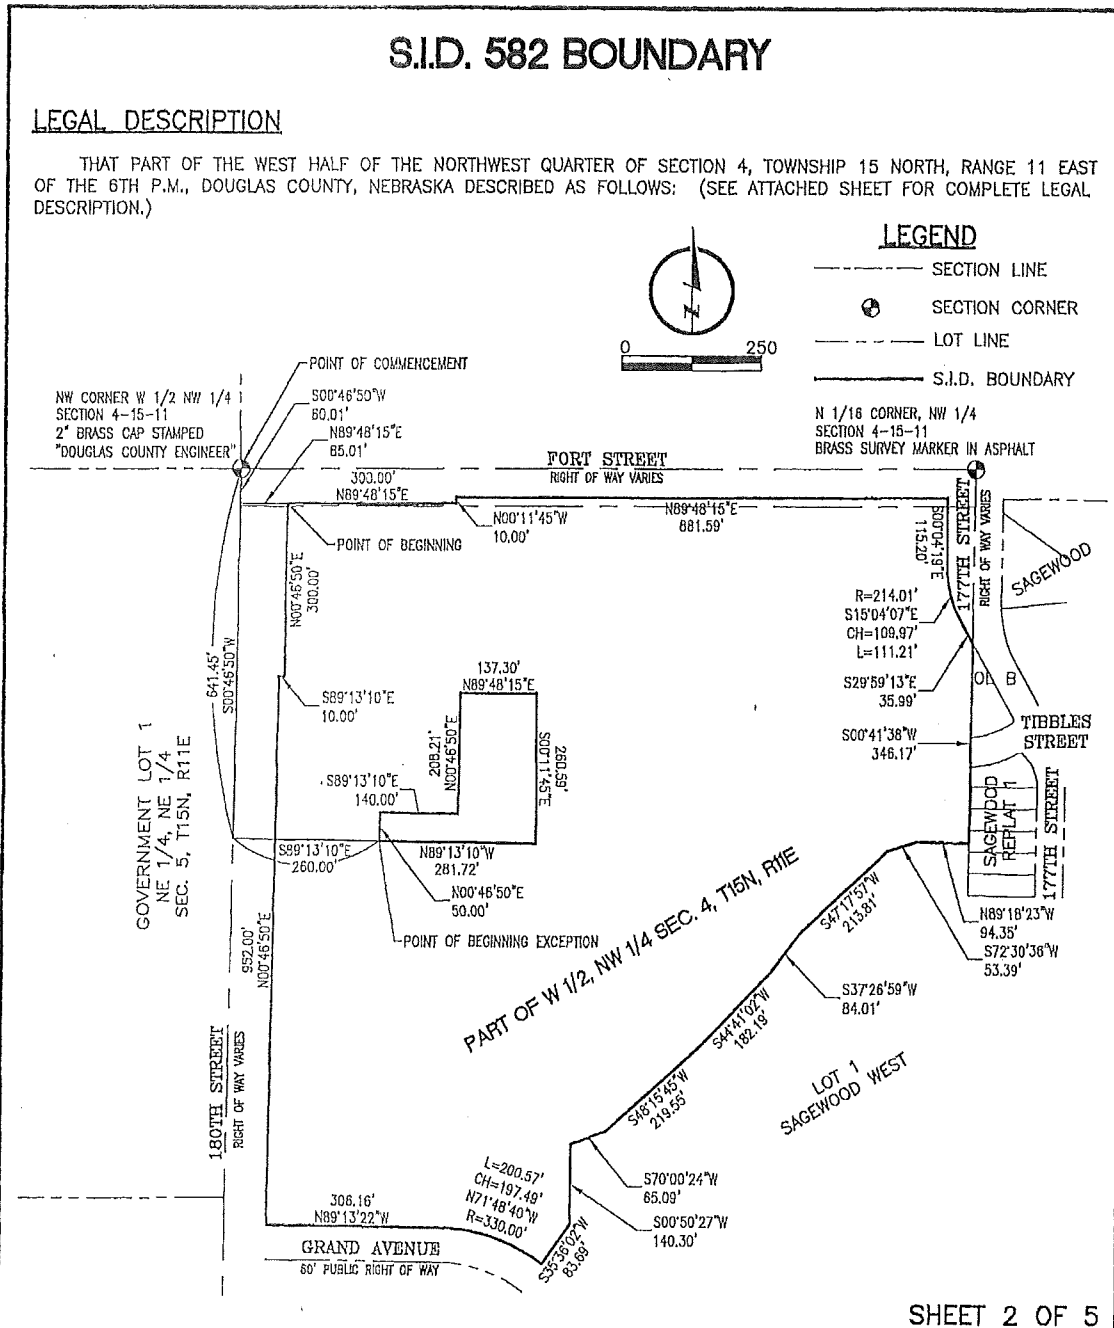 S.I.D. 582 BOUNDARY
LEGAL DESCRIPTION
THAT PART OF THE WEST HALF OF THE NORTHWEST QUARTER OF SECTION 4, TOWNSHIP 15 NORTH, RANGE 11 EAST
OF THE 6TH P.M., DOUGLAS COUNTY, NEBRASKA DESCRIBED AS FOLLOWS: (SEE ATTACHED SHEET FOR COMPLETE LEGAL
DESCRIPTION.)
LEGEND
SECTION LINE
SECTION CORNER
LOT LINE
S.I.D. BOUNDARY
Z
0 250
POINT OF COMMENCEMENT
NW CORNER W 1/2 NW 1/4
SECTION 4-15-11
2" BRASS CAP STAMPED
"DOUGLAS COUNTY ENGINEER"
S00°46'50"W
60.01'
N89°48'15"E
65.01'
N 1/16 CORNER, NW 1/4
SECTION 4-15-11
BRASS SURVEY MARKER IN ASPHALT
FORT STREET
RIGHT OF WAY VARIES
300.00'
N89°48'15"E
N00°11'45"W
10.00'
N89°48'15"E
881.59'
POINT OF BEGINNING
S00°04'19"E
115.20'
177TH STREET
RIGHT OF WAY VARIES
SAGEWOOD
N00°46'50"E
300.00'
R=214.01'
S15°04'07"E
CH=109.97'
L=111.21'
641.45'
S00°46'50"W
S89°13'10"E
10.00'
137.30'
N89°48'15"E
S29°59'13"E
35.99'
OL B
TIBBLES
STREET
S00°41'38"W
346.17'
208.21'
N00°46'50"E
260.59'
S00°11'45"E
GOVERNMENT LOT 1
NE 1/4, NE 1/4
SEC. 5, T15N, R11E
S89°13'10"E
140.00'
SAGEWOOD
REPLAT 1
177TH STREET
S89°13'10"E
260.00'
N89°13'10"W
281.72'
N00°46'50"E
50.00'
POINT OF BEGINNING EXCEPTION
S47°17'57"W
213.81'
N89°18'23"W
94.35'
S72°30'36"W
53.39'
952.00'
N00°46'50"E
PART OF W 1/2, NW 1/4 SEC. 4, T15N, R11E
S37°26'59"W
84.01'
S44°41'02"W
182.19'
180TH STREET
RIGHT OF WAY VARIES
LOT 1
SAGEWOOD WEST
S48°15'45"W
219.55'
S70°00'24"W
65.09'
L=200.57'
CH=197.49'
N71°48'40"W
R=330.00'
306.16'
N89°13'22"W
S00°50'27"W
140.30'
S35°36'02"W
83.69'
GRAND AVENUE
60' PUBLIC RIGHT OF WAY
SHEET 2 OF 5